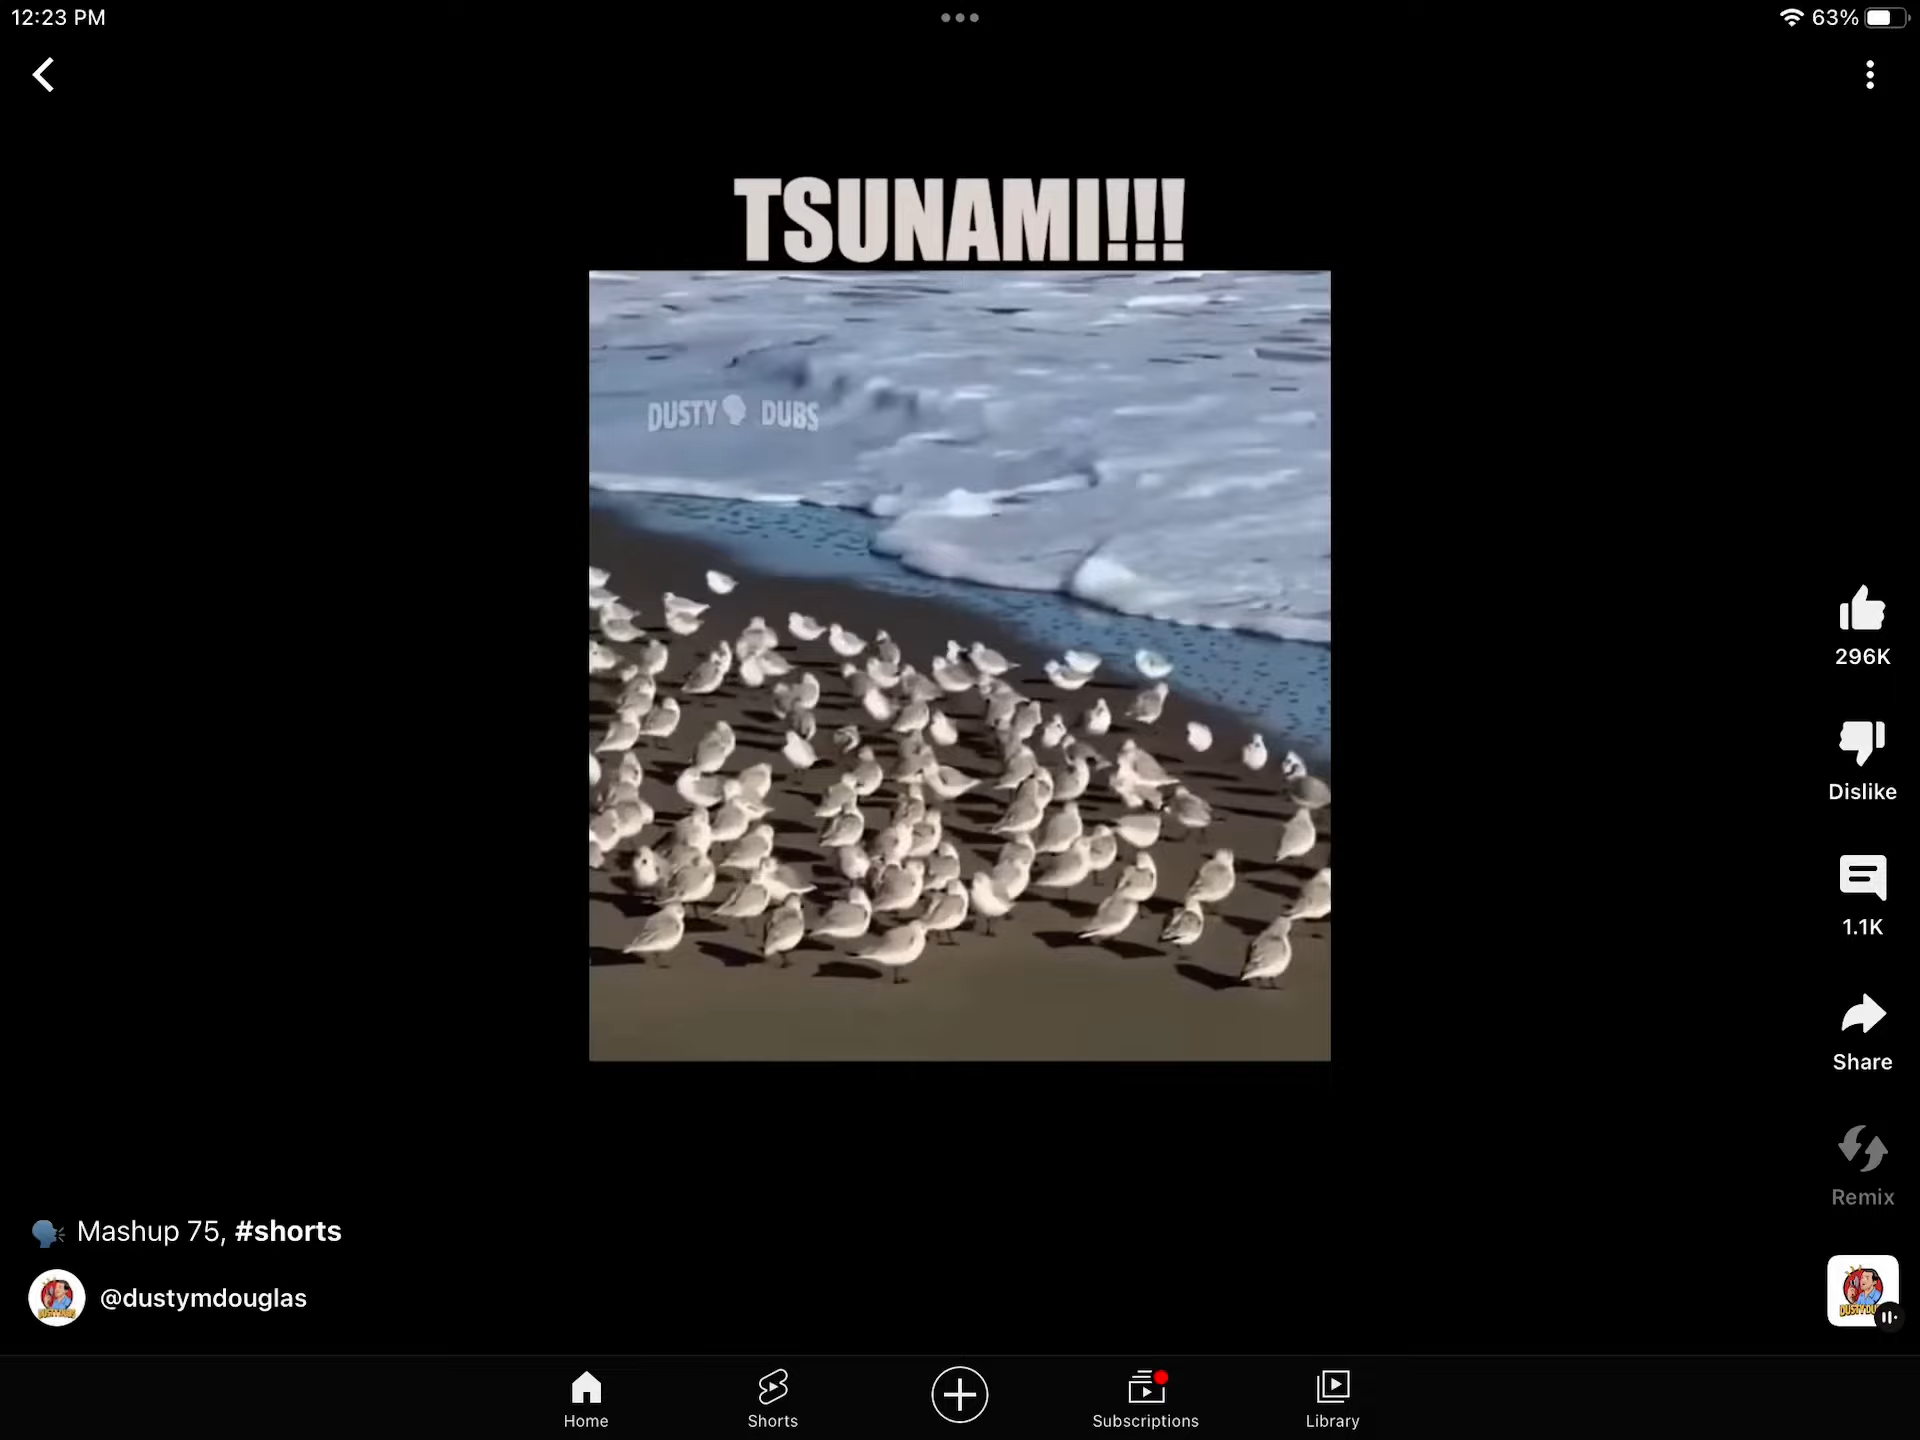 12:23 PM
63%
TSUNAMI!!!
DUSTY DUBS
296K
Dislike
1.1K
Share
Remix
Mashup 75, #shorts
@dustymdouglas
Home
Shorts
Subscriptions
Library